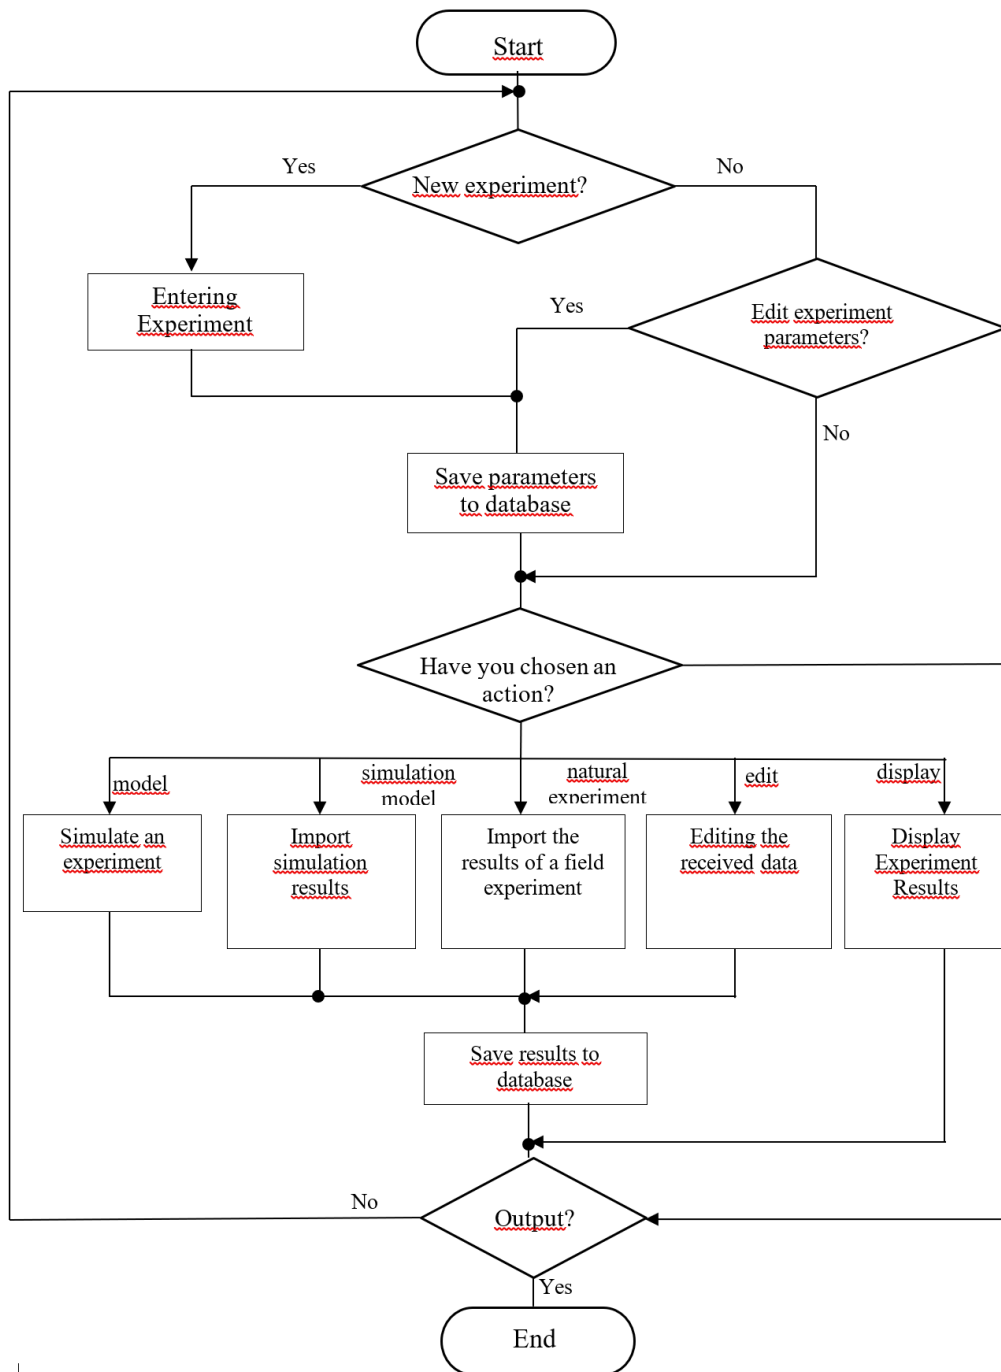 Start
Yes
No
New experiment?
Entering
Experiment
Yes
Edit experiment
parameters?
No
Save parameters
to database
Have you chosen an
action?
model
simulation
model
natural
experiment
edit
display
Simulate an
experiment
Import
simulation
results
Import the
results of a field
experiment
Editing the
received data
Display
Experiment
Results
Save results to
database
No
Output?
Yes
End